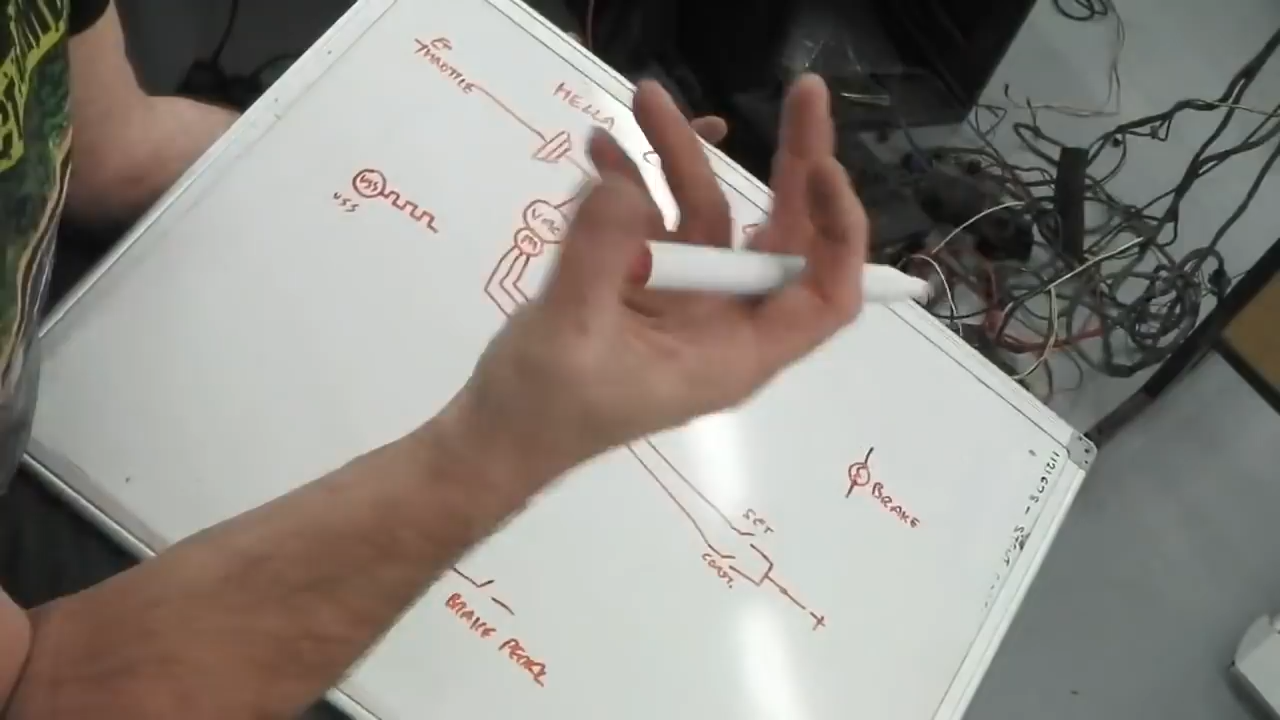 THROTTLE
HELLA
VSS
VSS
VAC
M
SET
COAST.
+
BRAKE
BRAKE PEDAL